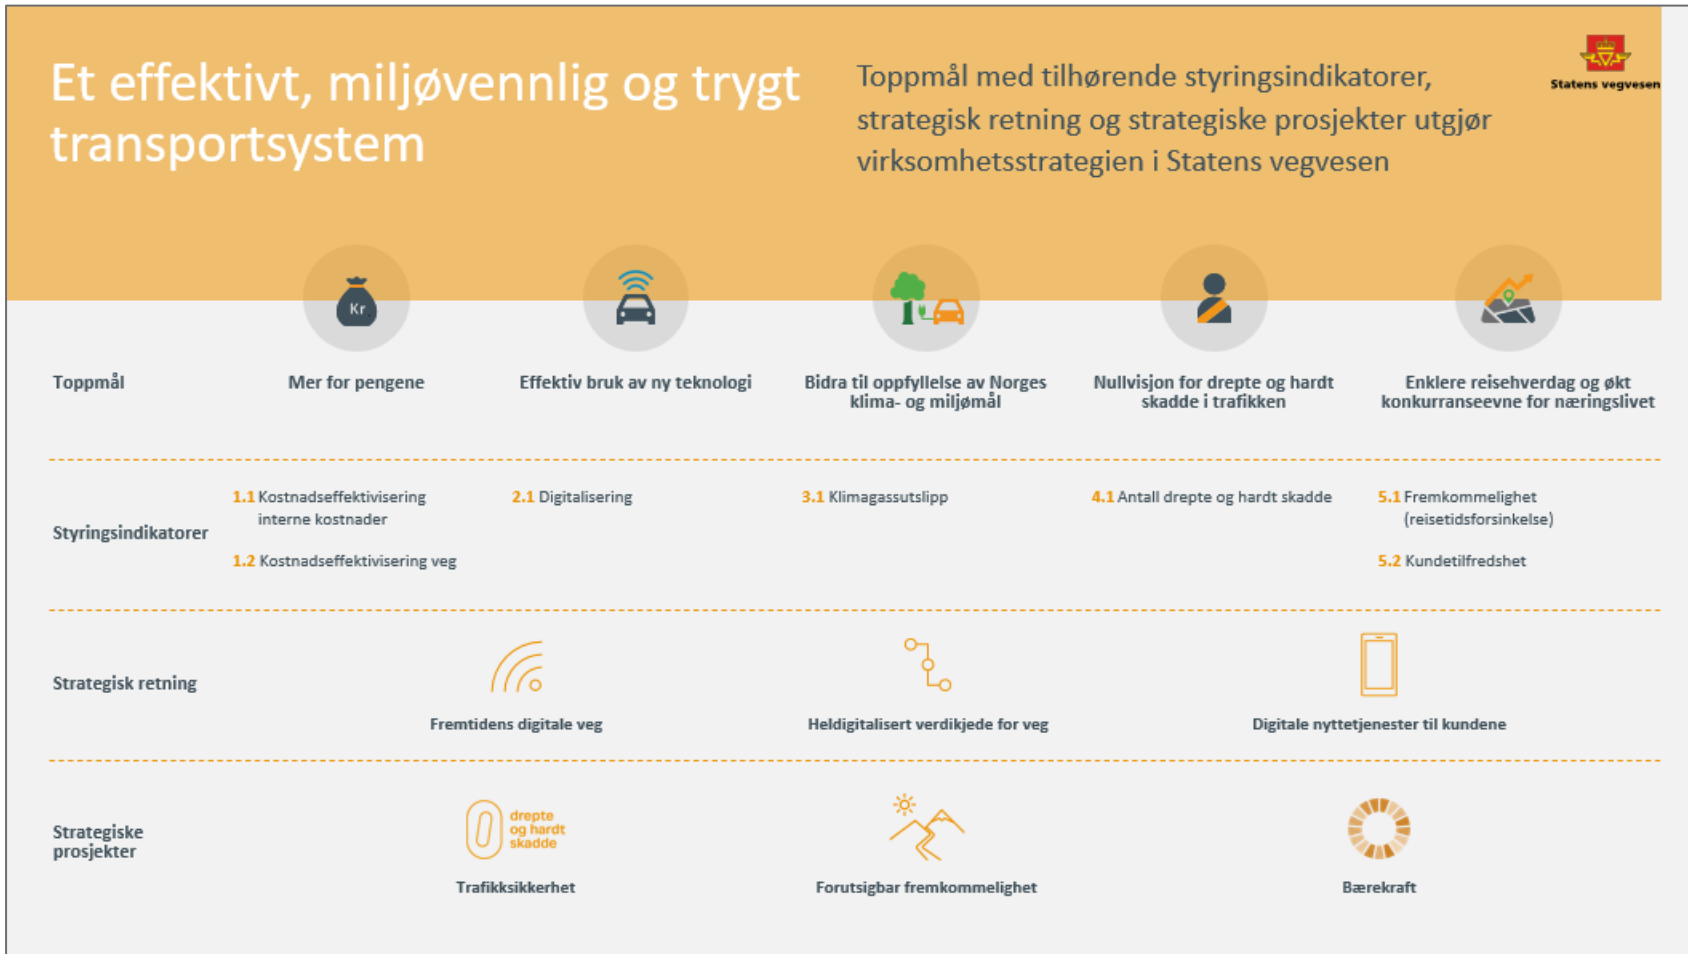 Et effektivt, miljøvennlig og trygt
transportsystem
Toppmål med tilhørende styringsindikatorer,
strategisk retning og strategiske prosjekter utgjør
virksomhetsstrategien i Statens vegvesen
Statens vegvesen
Kr.
Toppmål
Mer for pengene
Effektiv bruk av ny teknologi
Bidra til oppfyllelse av Norges
klima- og miljømål
Nullvisjon for drepte og hardt
skadde i trafikken
Enklere reisehverdag og økt
konkurranseevne for næringslivet
Styringsindikatorer
1.1 Kostnadseffektivisering
interne kostnader
1.2 Kostnadseffektivisering veg
2.1 Digitalisering
3.1 Klimagassutslipp
4.1 Antall drepte og hardt skadde
5.1 Fremkommelighet
(reisetidsforsinkelse)
5.2 Kundetilfredshet
Strategisk retning
Fremtidens digitale veg
Heldigitalisert verdikjede for veg
Digitale nyttetjenester til kundene
Strategiske
prosjekter
0 drepte
og hardt
skadde
Trafikksikkerhet
Forutsigbar fremkommelighet
Bærekraft